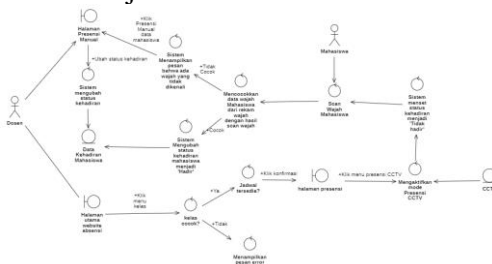 Halaman
Presensi
Manual
+Klik
Presensi
Manual
data
mahasiswa
Sistem
Menampilkan
pesan
bahwa ada
wajah yang
tidak
dikenali
Mahasiswa
+Ubah status kehadiran
+Tidak
Cocok
Sistem
mengubah
status
kehadiran
Mencocokkan
data wajah
Mahasiswa
dari rekam
wajah
dengan hasil
scan wajah
Scan
Wajah
Mahasiswa
Sistem
menset
status
kehadiran
menjadi
"Tidak
hadir"
Dosen
+Cocok
Data
Kehadiran
Mahasiswa
Sistem
Mengubah
status
kehadiran
mahasiswa
menjadi
"Hadir"
Jadwal
tersedia?
+Klik konfirmasi
halaman presensi
+Klik menu presensi CCTV
Mengaktifkan
mode
Presensi
CCTV
CCT
+Klik
menu
kelas
+Ya
Halaman
utama
website
absensi
kelas
cocok?
+Tidak
Menampilkan
pesan error